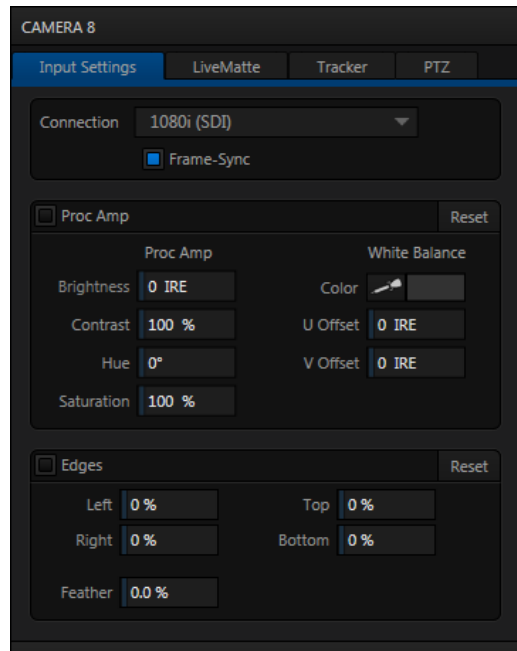 CAMERA 8
Input Settings LiveMatte Tracker PTZ
Connection 1080i (SDI)
Frame-Sync
Proc Amp Reset
Proc Amp White Balance
Brightness 0 IRE Color
Contrast 100 % U Offset 0 IRE
Hue 0° V Offset 0 IRE
Saturation 100 %
Edges Reset
Left 0 % Top 0 %
Right 0 % Bottom 0 %
Feather 0.0 %